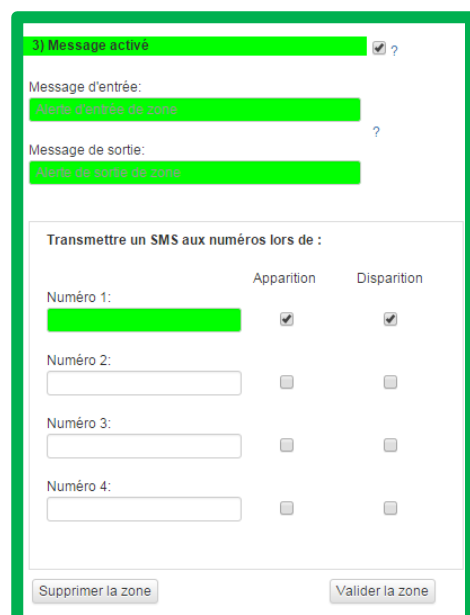 3) Message activé ?
Message d'entrée:
Alerte d'entrée de zone
?
Message de sortie:
Alerte de sortie de zone
Transmettre un SMS aux numéros lors de :
Apparition Disparition
Numéro 1:
Numéro 2:
Numéro 3:
Numéro 4:
Supprimer la zone Valider la zone